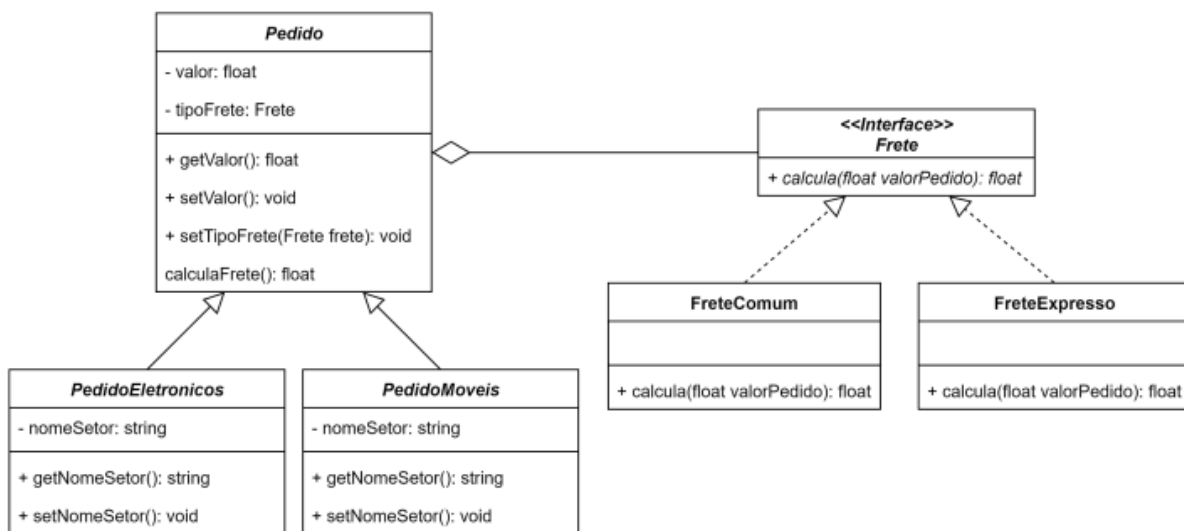 Pedido
- valor: float
- tipoFrete: Frete
+ getValor(): float
+ setValor(): void
+ setTipoFrete(Frete frete): void
calculaFrete(): float
<<Interface>>
Frete
+ calcula(float valorPedido): float
FreteComum
+ calcula(float valorPedido): float
FreteExpresso
+ calcula(float valorPedido): float
PedidoEletronicos
- nomeSetor: string
+ getNomeSetor(): string
+ setNomeSetor(): void
PedidoMoveis
- nomeSetor: string
+ getNomeSetor(): string
+ setNomeSetor(): void